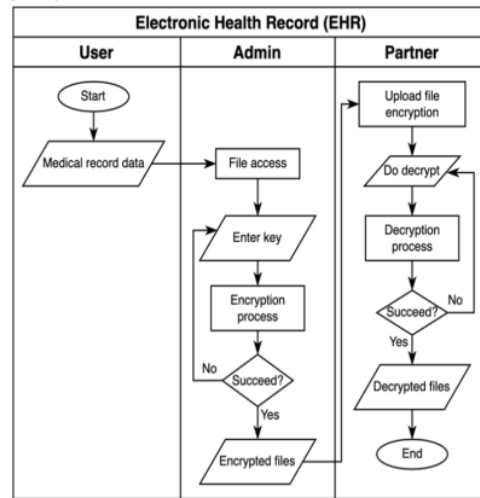 Electronic Health Record (EHR)
User
Admin
Partner
Start
Medical record data
File access
Enter key
Encryption
process
No
Succeed?
Yes
Encrypted files
Upload file
encryption
Do decrypt
Decryption
process
No
Succeed?
Yes
Decrypted files
End